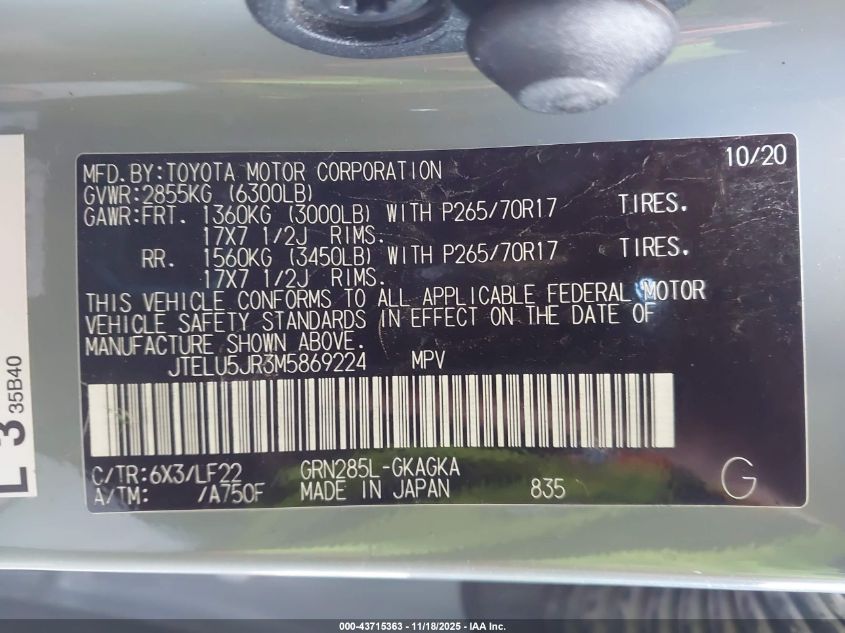 MFD.BY:TOYOTA MOTOR CORPORATION 10/20
GVWR:2855KG (6300LB)
GAWR:FRT. 1360KG (3000LB) WITH P265/70R17 TIRES.
17X7 1/2J RIMS.
RR. 1560KG (3450LB) WITH P265/70R17 TIRES.
17X7 1/2J RIMS.
THIS VEHICLE CONFORMS TO ALL APPLICABLE FEDERAL MOTOR
VEHICLE SAFETY STANDARDS IN EFFECT ON THE DATE OF
MANUFACTURE SHOWN ABOVE.
JTELU5JR3M5869224 MPV
C/TR:6X3/LF22 GRN285L-GKAGKA
A/TM: /A750F MADE IN JAPAN 835 G
L 3 35B40
000-43715363 - 11/18/2025 - IAA Inc.